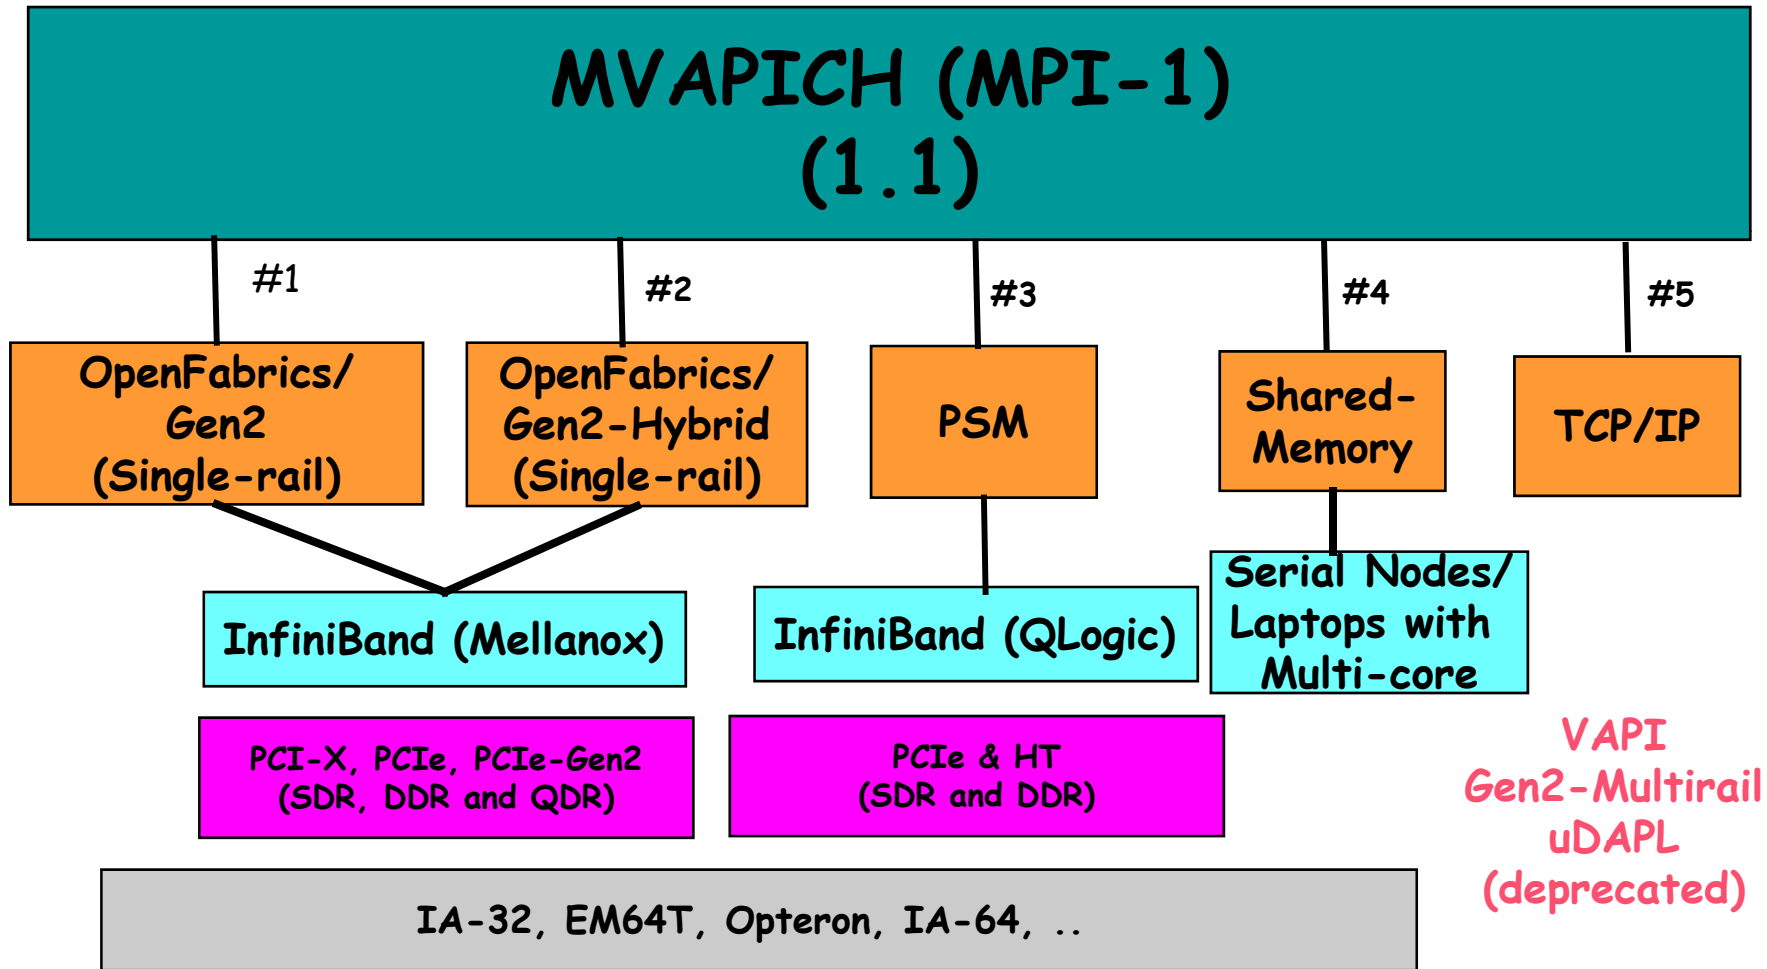 MVAPICH (MPI-1)
(1.1)
#1
#2
#3
#4
#5
OpenFabrics/
Gen2
(Single-rail)
OpenFabrics/
Gen2-Hybrid
(Single-rail)
PSM
Shared-
Memory
TCP/IP
InfiniBand (Mellanox)
InfiniBand (QLogic)
Serial Nodes/
Laptops with
Multi-core
PCI-X, PCIe, PCIe-Gen2
(SDR, DDR and QDR)
PCIe & HT
(SDR and DDR)
VAPI
Gen2-Multirail
uDAPL
(deprecated)
IA-32, EM64T, Opteron, IA-64, ..